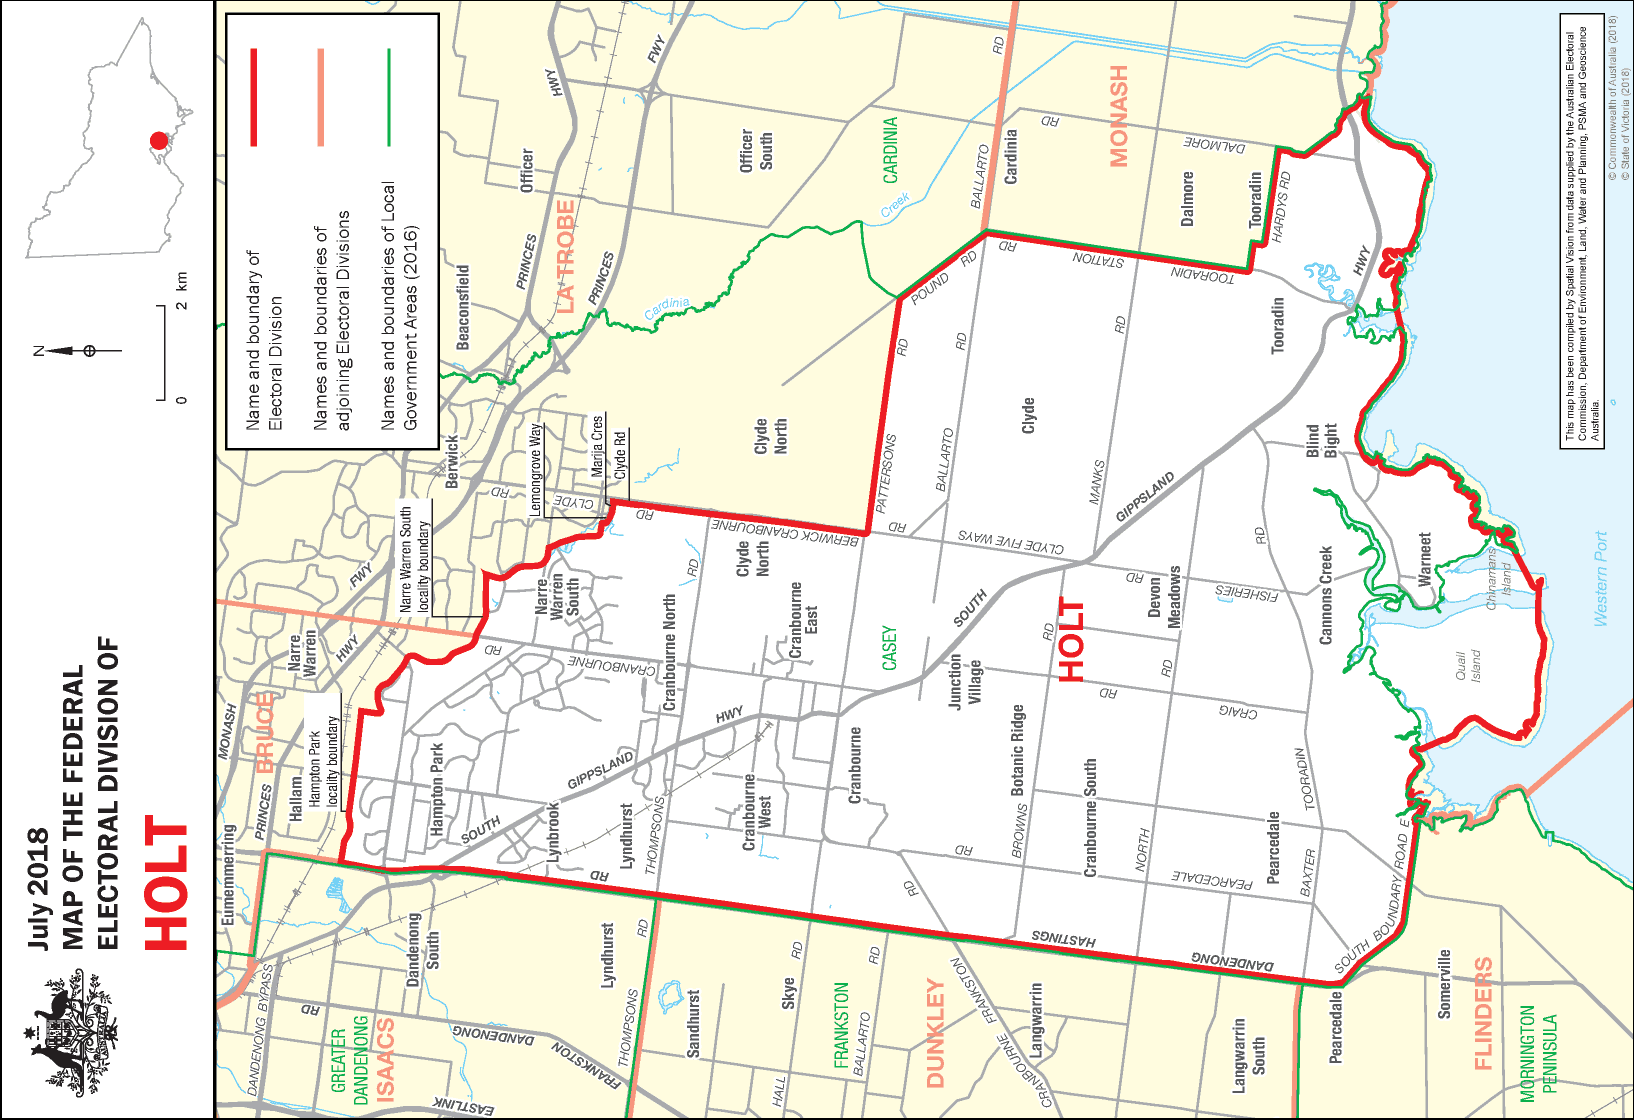 July 2018
MAP OF THE FEDERAL
ELECTORAL DIVISION OF
HOLT
N
0
2 km
Name and boundary of
Electoral Division
Names and boundaries of
adjoining Electoral Divisions
Names and boundaries of Local
Government Areas (2016)
This map has been compiled by Spatial Vision from data supplied by the Australian Electoral
Commission, Department of Environment, Land, Water and Planning, PSMA and Geoscience
Australia.
© Commonwealth of Australia (2018)
© State of Victoria (2018)
Eumemmerring
MONASH
FWY
BRUCE
PRINCES
HWY
Hallam
Hampton Park
locality boundary
Narre
Warren
Narre Warren South
locality boundary
Berwick
Lemongrove Way
Marija Cres
Clyde Rd
CLYDE
RD
Beaconsfield
PRINCES
HWY
Officer
LA TROBE
PRINCES
FWY
Cardinia
Creek
Officer
South
CARDINIA
Clyde
North
BALLARTO
RD
Cardinia
MONASH
RD
DALMORE
Dalmore
Tooradin
HARDYS RD
DANDENONG BYPASS
RD
GREATER
DANDENONG
ISAACS
Dandenong
South
DANDENONG
FRANKSTON
EASTLINK
Hampton Park
SOUTH
GIPPSLAND
HWY
Lynbrook
Lyndhurst
THOMPSONS
RD
CRANBOURNE
RD
Narre
Warren
South
Cranbourne North
RD
Clyde
North
RD
BERWICK CRANBOURNE
Cranbourne
East
Cranbourne
West
Cranbourne
CASEY
PATTERSONS
RD
POUND RD
RD
STATION
TOORADIN
BALLARTO
RD
Clyde
RD
CLYDE FIVE WAYS
MANKS
RD
Tooradin
HWY
GIPPSLAND
SOUTH
Junction
Village
HOLT
RD
Devon
Meadows
RD
FISHERIES
RD
Blind
Bight
Cannons Creek
Warneet
Chinamans
Island
Quail
Island
Western Port
Botanic Ridge
BROWNS
Cranbourne South
NORTH
RD
RD
CRAIG
TOORADIN
BAXTER
Pearcedale
RD
PEARCEDALE
RD
HASTINGS
DANDENONG
SOUTH BOUNDARY ROAD E
Lyndhurst
THOMPSONS
RD
Sandhurst
Skye
RD
HALL
FRANKSTON
BALLARTO
RD
DUNKLEY
FRANKSTON
CRANBOURNE FRANKSTON
Langwarrin
Langwarrin
South
Pearcedale
Somerville
FLINDERS
MORNINGTON
PENINSULA